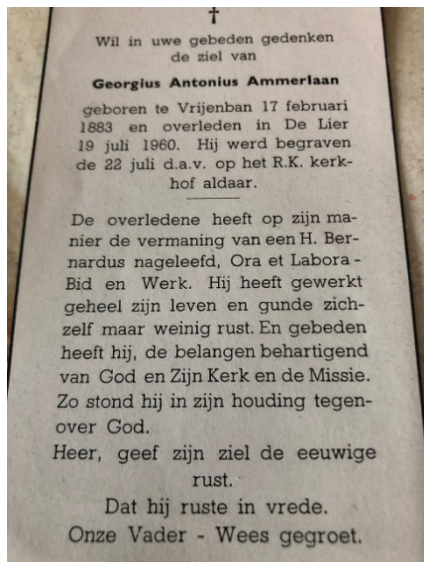 Wil in uwe gebeden gedenken
de ziel van
Georgius Antonius Ammerlaan
geboren te Vrijenban 17 februari
1883 en overleden in De Lier
19 juli 1960. Hij werd begraven
de 22 juli d.a.v. op het R.K. kerk-
hof aldaar.
De overledene heeft op zijn ma-
nier de vermaning van een H. Ber-
nardus nageleefd, Ora et Labora -
Bid en Werk. Hij heeft gewerkt
geheel zijn leven en gunde zich-
zelf maar weinig rust. En gebeden
heeft hij, de belangen behartigend
van God en Zijn Kerk en de Missie.
Zo stond hij in zijn houding tegen-
over God.
Heer, geef zijn ziel de eeuwige
rust.
Dat hij ruste in vrede.
Onze Vader - Wees gegroet.